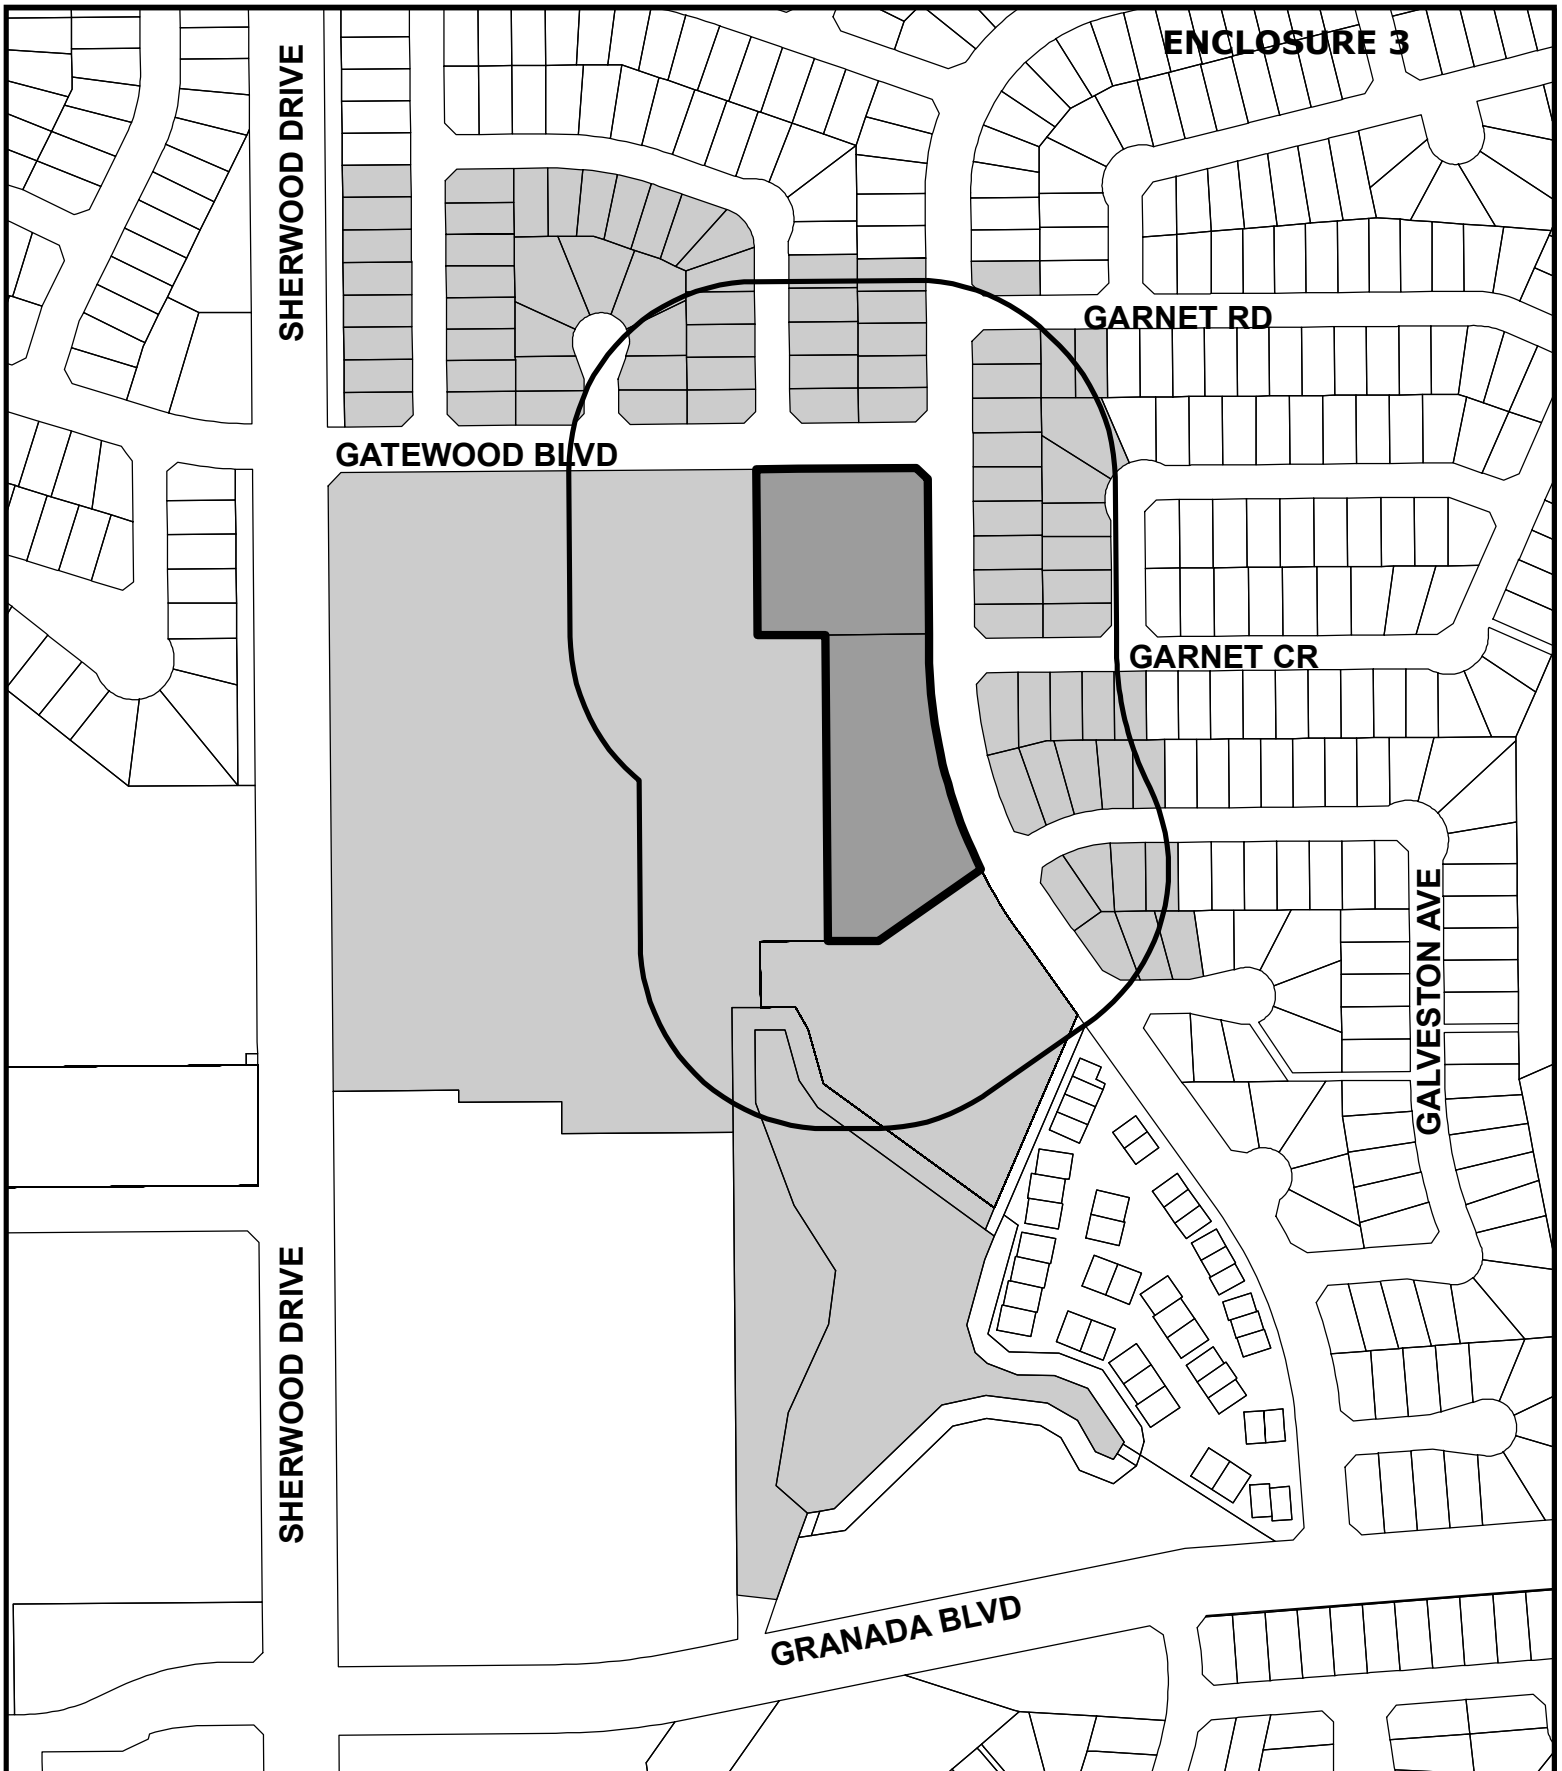 ENCLOSURE 3
SHERWOOD DRIVE
GARNET RD
GATEWOOD BLVD
GARNET CR
GALVESTON AVE
SHERWOOD DRIVE
GRANADA BLVD